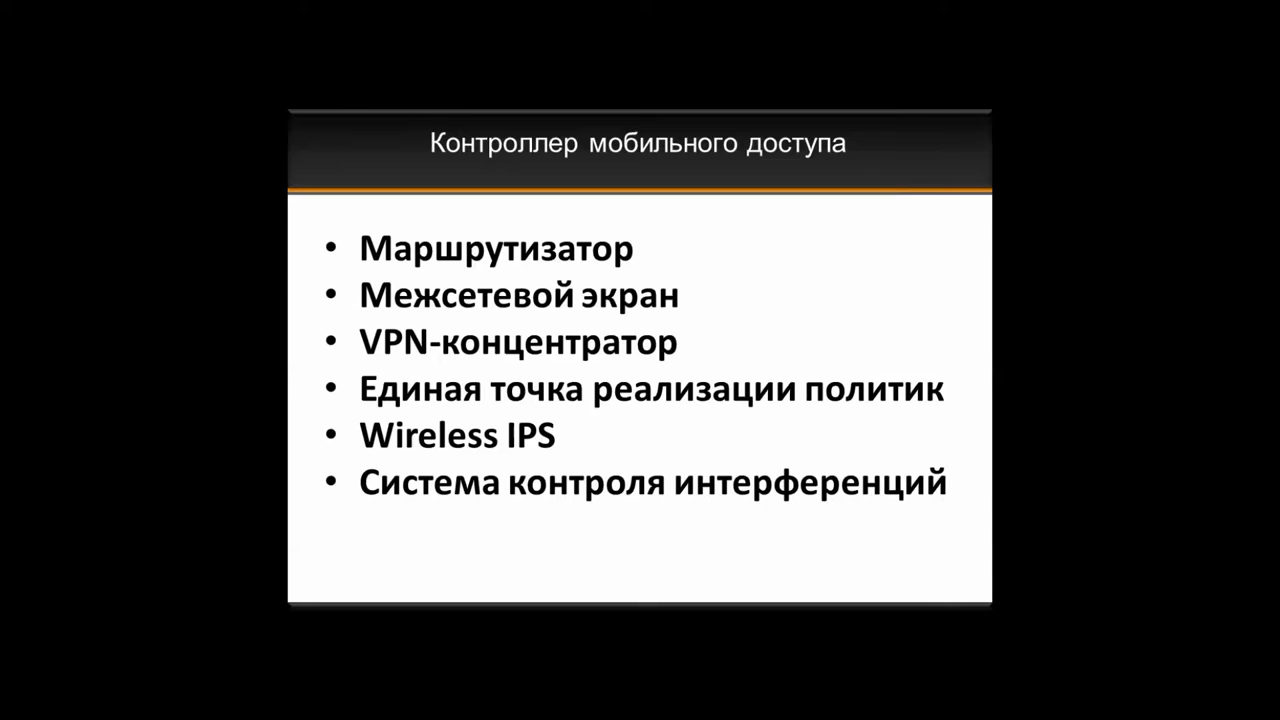 Контроллер мобильного доступа
• Маршрутизатор
• Межсетевой экран
• VPN-концентратор
• Единая точка реализации политик
• Wireless IPS
• Система контроля интерференций